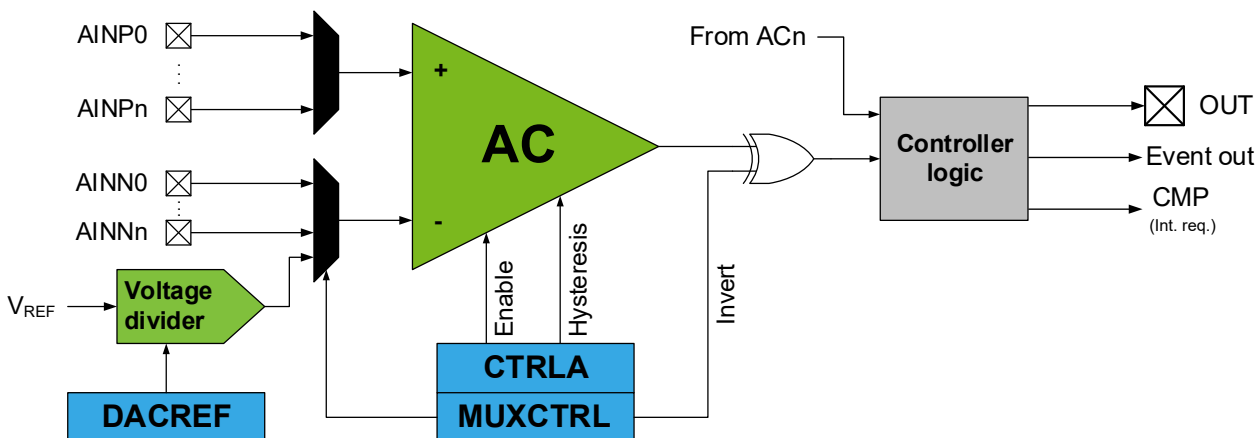 AINP0
AINPn
AINN0
AINNn
VREF
Voltage
divider
DACREF
+
-
AC
Enable
Hysteresis
Invert
CTRLA
MUXCTRL
From ACn
Controller
logic
OUT
Event out
CMP
(Int. req.)